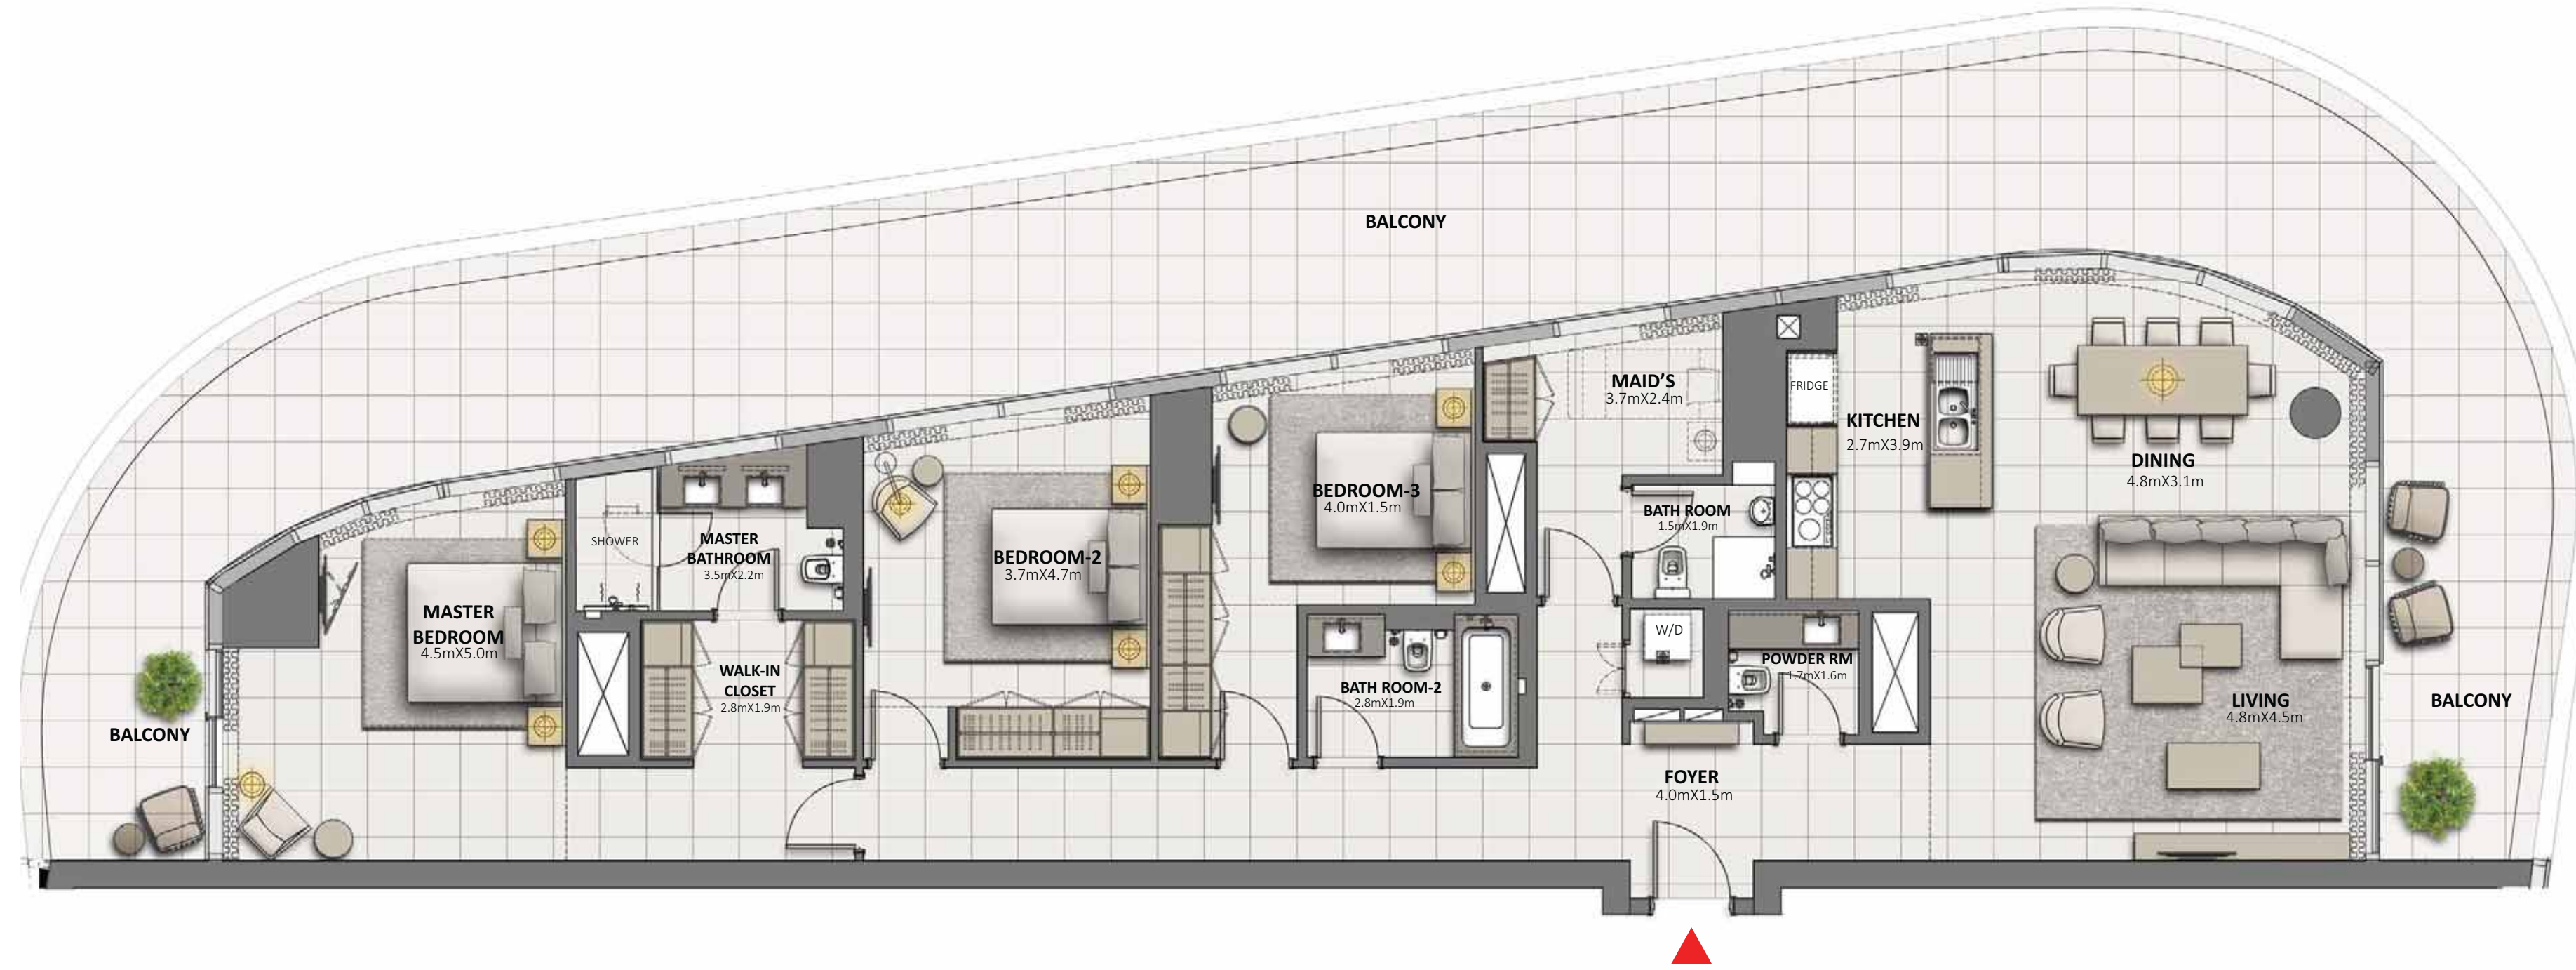 BALCONY
MASTER
BEDROOM
4.5mX5.0m
BALCONY
SHOWER
MASTER
BATHROOM
3.5mX2.2m
WALK-IN
CLOSET
2.8mX1.9m
BEDROOM-2
3.7mX4.7m
BEDROOM-3
4.0mX1.5m
BATH ROOM-2
2.8mX1.9m
MAID'S
3.7mX2.4m
BATH ROOM
1.5mX1.9m
W/D
POWDER RM
1.7mX1.6m
FOYER
4.0mX1.5m
FRIDGE
KITCHEN
2.7mX3.9m
DINING
4.8mX3.1m
LIVING
4.8mX4.5m
BALCONY